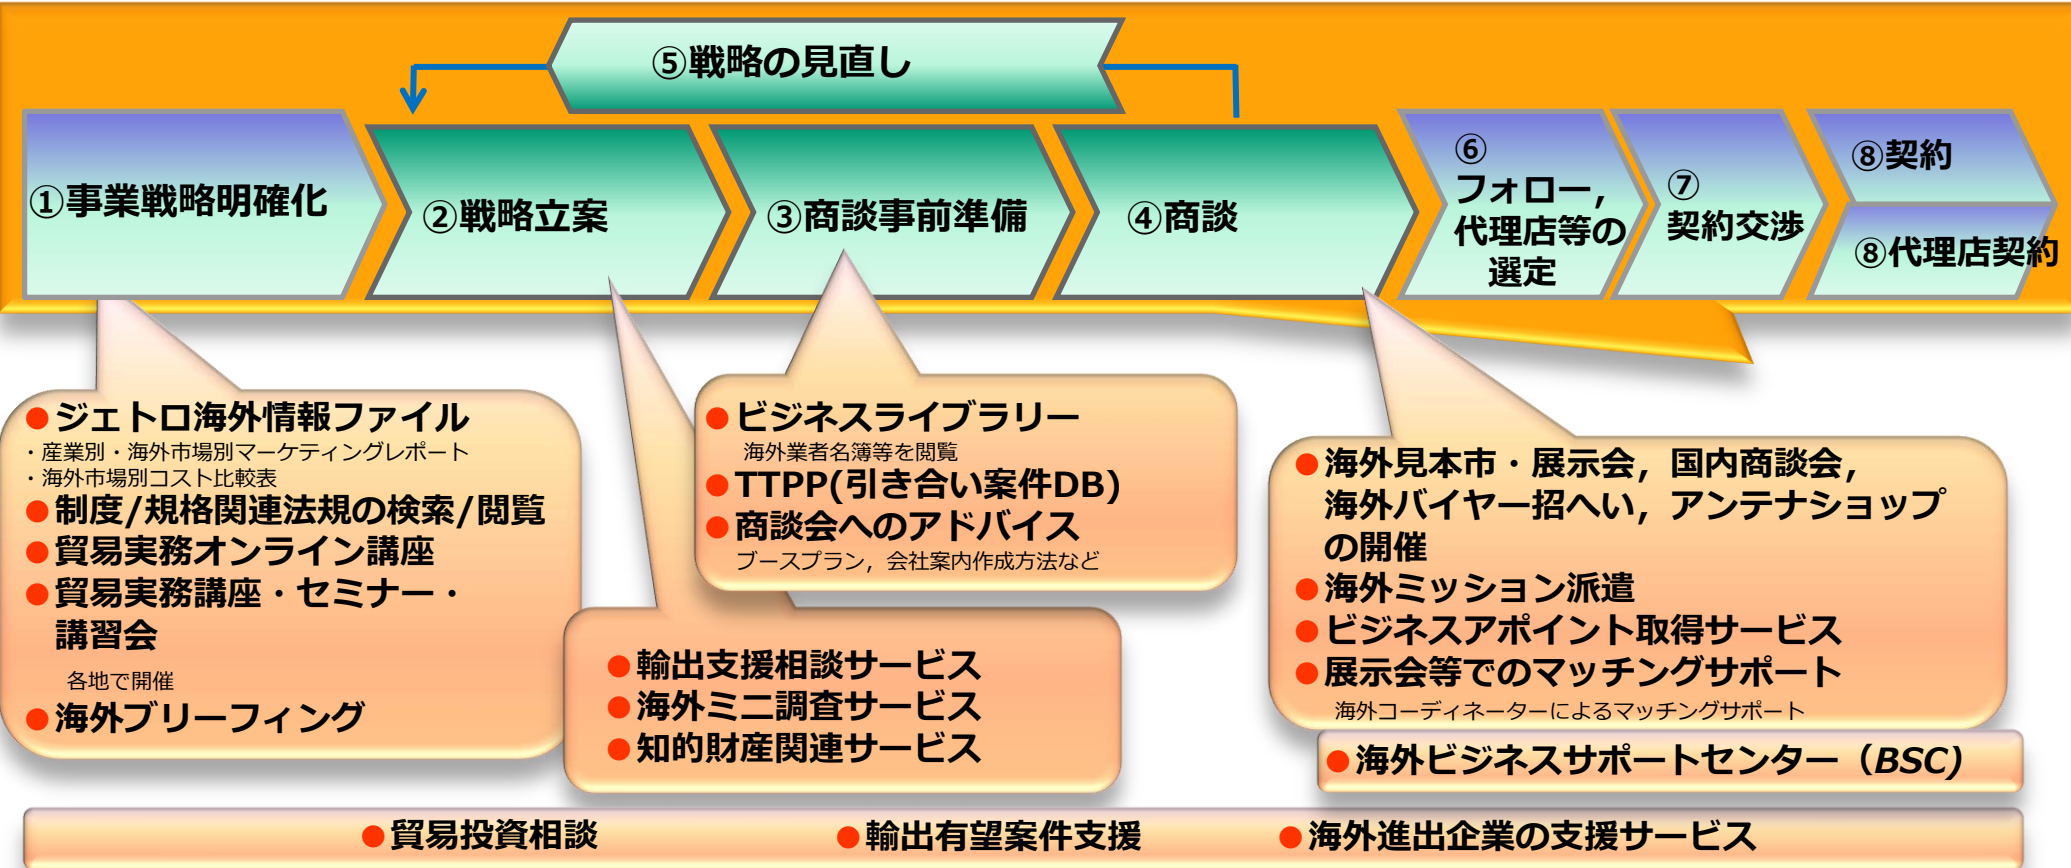 ⑤戦略の見直し
①事業戦略明確化
②戦略立案
③商談事前準備
④商談
⑥
フォロー，
代理店等の
選定
⑦
契約交渉
⑧契約
⑧代理店契約
●ジェトロ海外情報ファイル
・産業別・海外市場別マーケティングレポート
・海外市場別コスト比較表
●制度/規格関連法規の検索/閲覧
●貿易実務オンライン講座
●貿易実務講座・セミナー・
講習会
各地で開催
●海外ブリーフィング
●輸出支援相談サービス
●海外ミニ調査サービス
●知的財産関連サービス
●ビジネスライブラリー
海外業者名簿等を閲覧
●TTPP(引き合い案件DB)
●商談会へのアドバイス
ブースプラン，会社案内作成方法など
●海外見本市・展示会，国内商談会，
海外バイヤー招へい，アンテナショップ
の開催
●海外ミッション派遣
●ビジネスアポイント取得サービス
●展示会等でのマッチングサポート
海外コーディネーターによるマッチングサポート
●海外ビジネスサポートセンター（BSC)
●貿易投資相談
●輸出有望案件支援
●海外進出企業の支援サービス